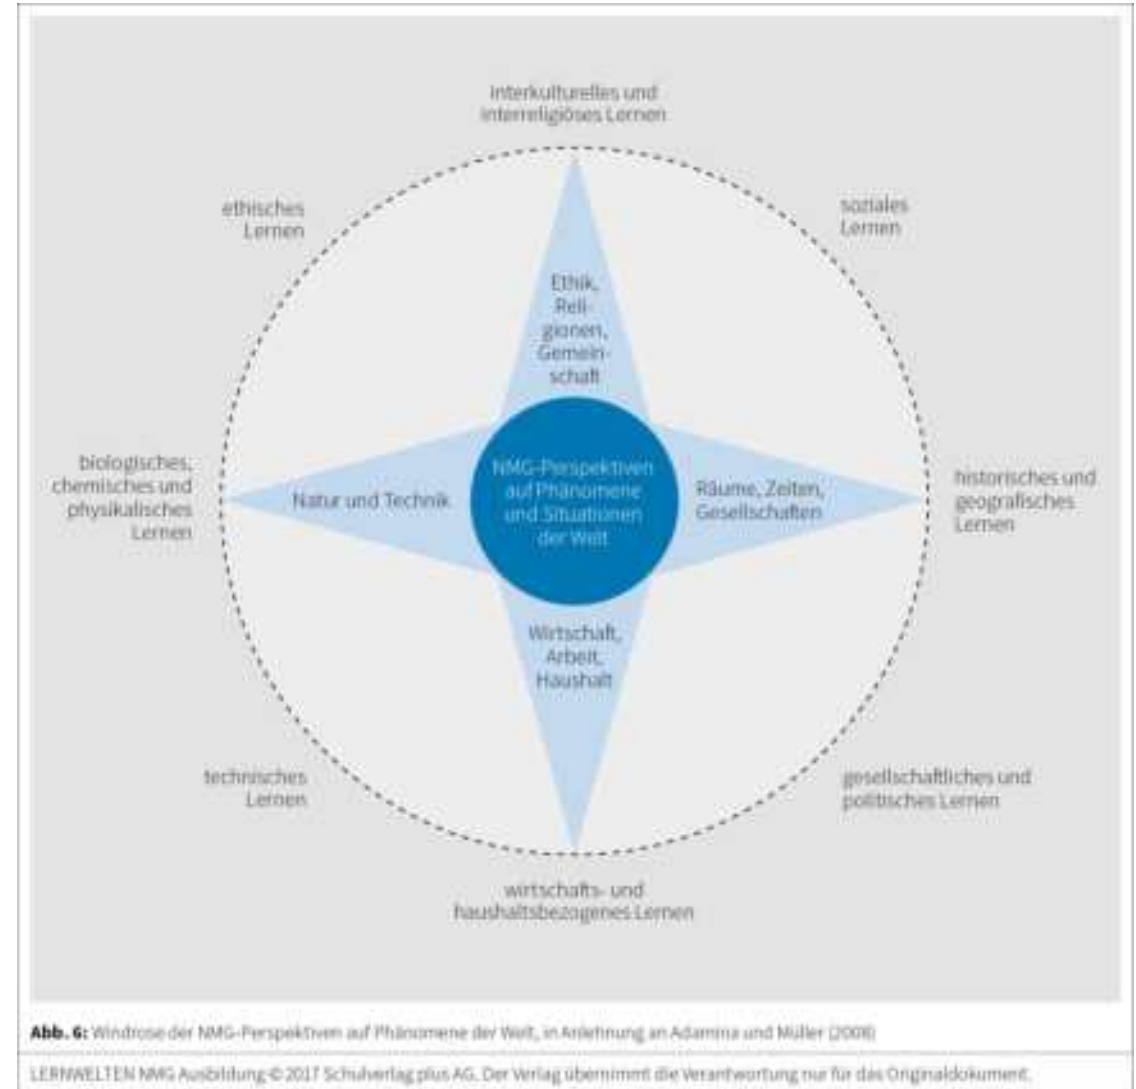 interkulturelles und
interreligiöses Lernen
ethisches
Lernen
soziales
Lernen
Ethik,
Reli-
gionen,
Gemein-
schaft
biologisches,
chemisches und
physikalisches
Lernen
Natur und Technik
NMG-Perspektiven
auf Phänomene
und Situationen
der Welt
Räume, Zeiten,
Gesellschaften
historisches und
geografisches
Lernen
Wirtschaft,
Arbeit,
Haushalt
technisches
Lernen
gesellschaftliches und
politisches Lernen
wirtschafts- und
haushaltsbezogenes Lernen
Abb. 6: Windrose der NMG-Perspektiven auf Phänomene der Welt, in Anlehnung an Adamina und Müller (2008)
LERNWELTEN NMG Ausbildung © 2017 Schulverlag plus AG. Der Verlag übernimmt die Verantwortung nur für das Originaldokument.